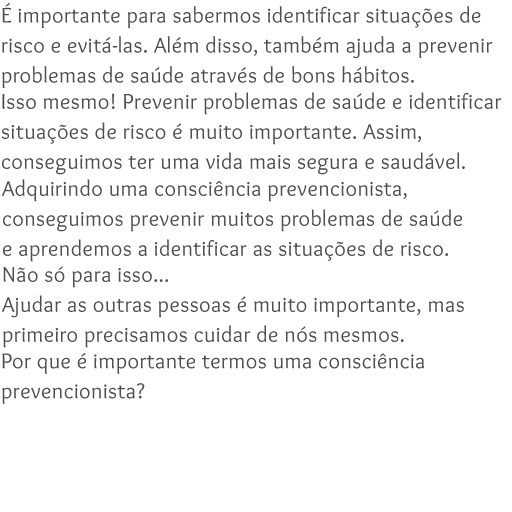 É importante para sabermos identificar situações de
risco e evitá-las. Além disso, também ajuda a prevenir
problemas de saúde através de bons hábitos.
Isso mesmo! Prevenir problemas de saúde e identificar
situações de risco é muito importante. Assim,
conseguimos ter uma vida mais segura e saudável.
Adquirindo uma consciência prevencionista,
conseguimos prevenir muitos problemas de saúde
e aprendemos a identificar as situações de risco.
Não só para isso...
Ajudar as outras pessoas é muito importante, mas
primeiro precisamos cuidar de nós mesmos.
Por que é importante termos uma consciência
prevencionista?